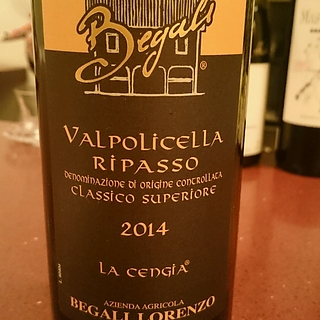 Begali
®
VALPOLICELLA
RIPASSO
DENOMINAZIONE DI ORIGINE CONTROLLATA
CLASSICO SUPERIORE
2014
LA CENGIA®
AZIENDA AGRICOLA
BEGALI LORENZO